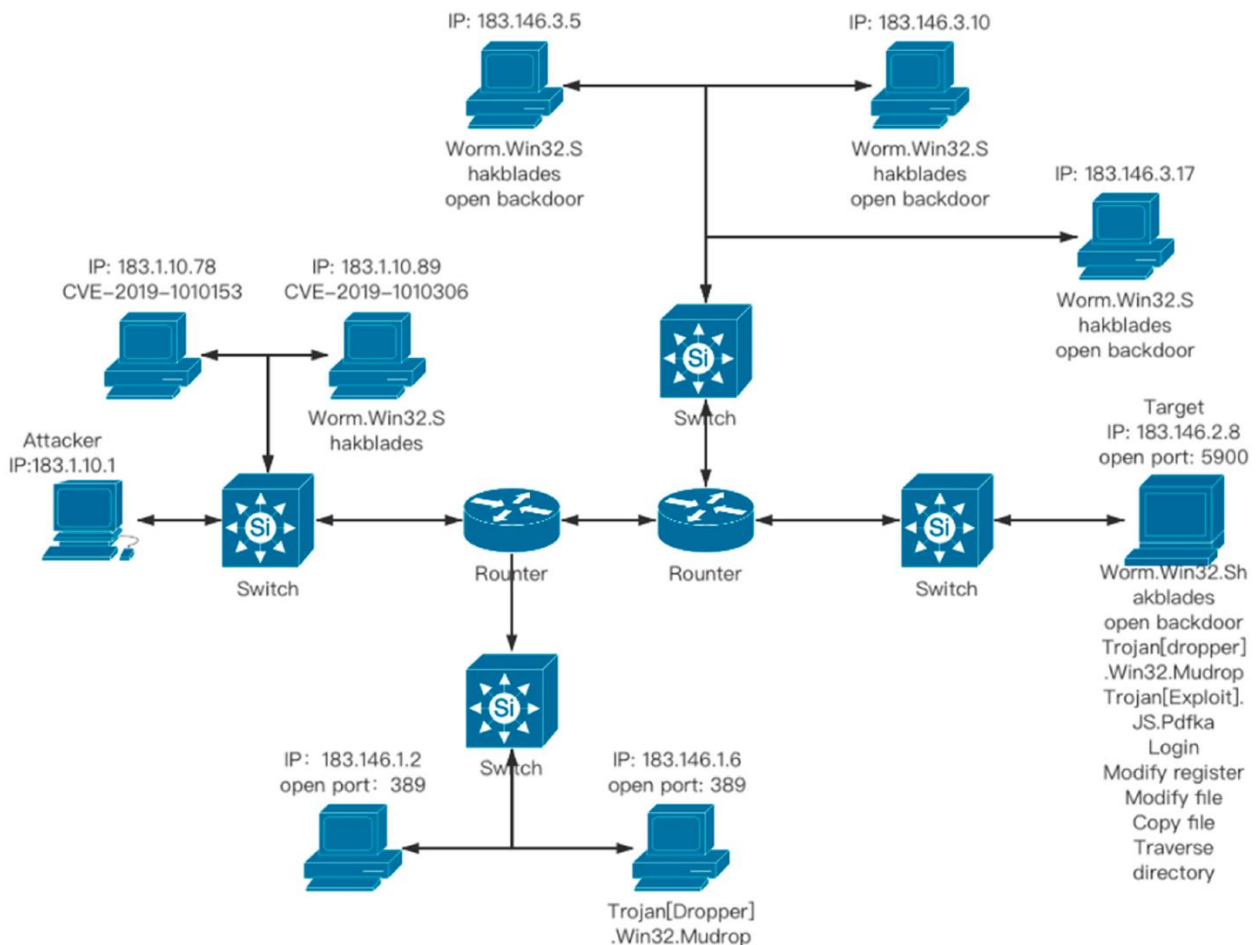 IP: 183.146.3.5
IP: 183.146.3.10
Worm.Win32.S
hakblades
open backdoor
Worm.Win32.S
hakblades
open backdoor
IP: 183.146.3.17
Worm.Win32.S
hakblades
open backdoor
IP: 183.1.10.78
CVE-2019-1010153
IP: 183.1.10.89
CVE-2019-1010306
Worm.Win32.S
hakblades
Si
Switch
Attacker
IP:183.1.10.1
Si
Switch
Rounter
Rounter
Si
Switch
Target
IP: 183.146.2.8
open port: 5900
Worm.Win32.Sh
akblades
open backdoor
Trojan[dropper]
.Win32.Mudrop
Trojan[Exploit].
JS.Pdfka
Login
Modify register
Modify file
Copy file
Traverse
directory
Si
Switch
IP: 183.146.1.2
open port: 389
IP: 183.146.1.6
open port: 389
Trojan[Dropper]
.Win32.Mudrop